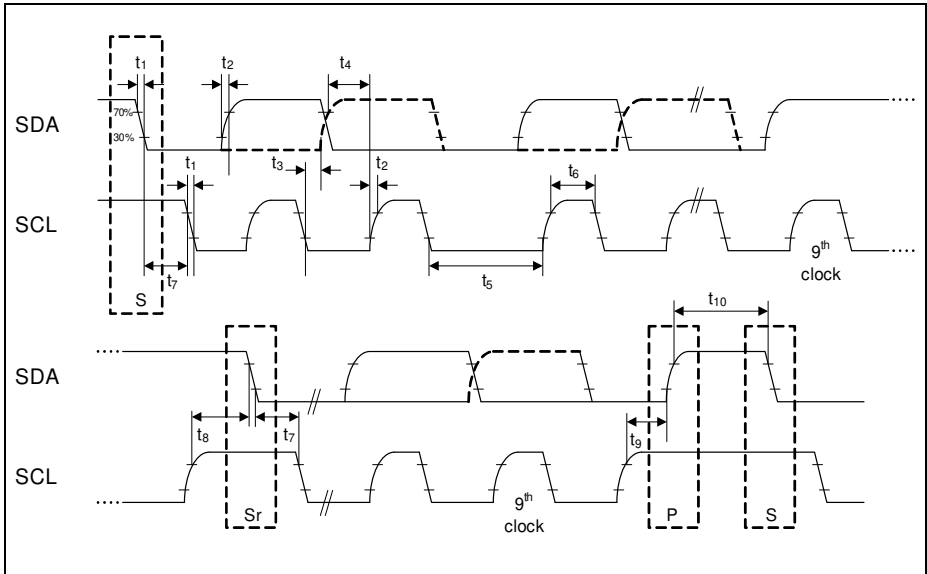 t1 t2 t4
SDA 70%
30%
t1 t3 t2 t6
SCL
t7 t5 9th
clock
S
t10
SDA
t8 t7 t9
SCL
Sr 9th
clock P S